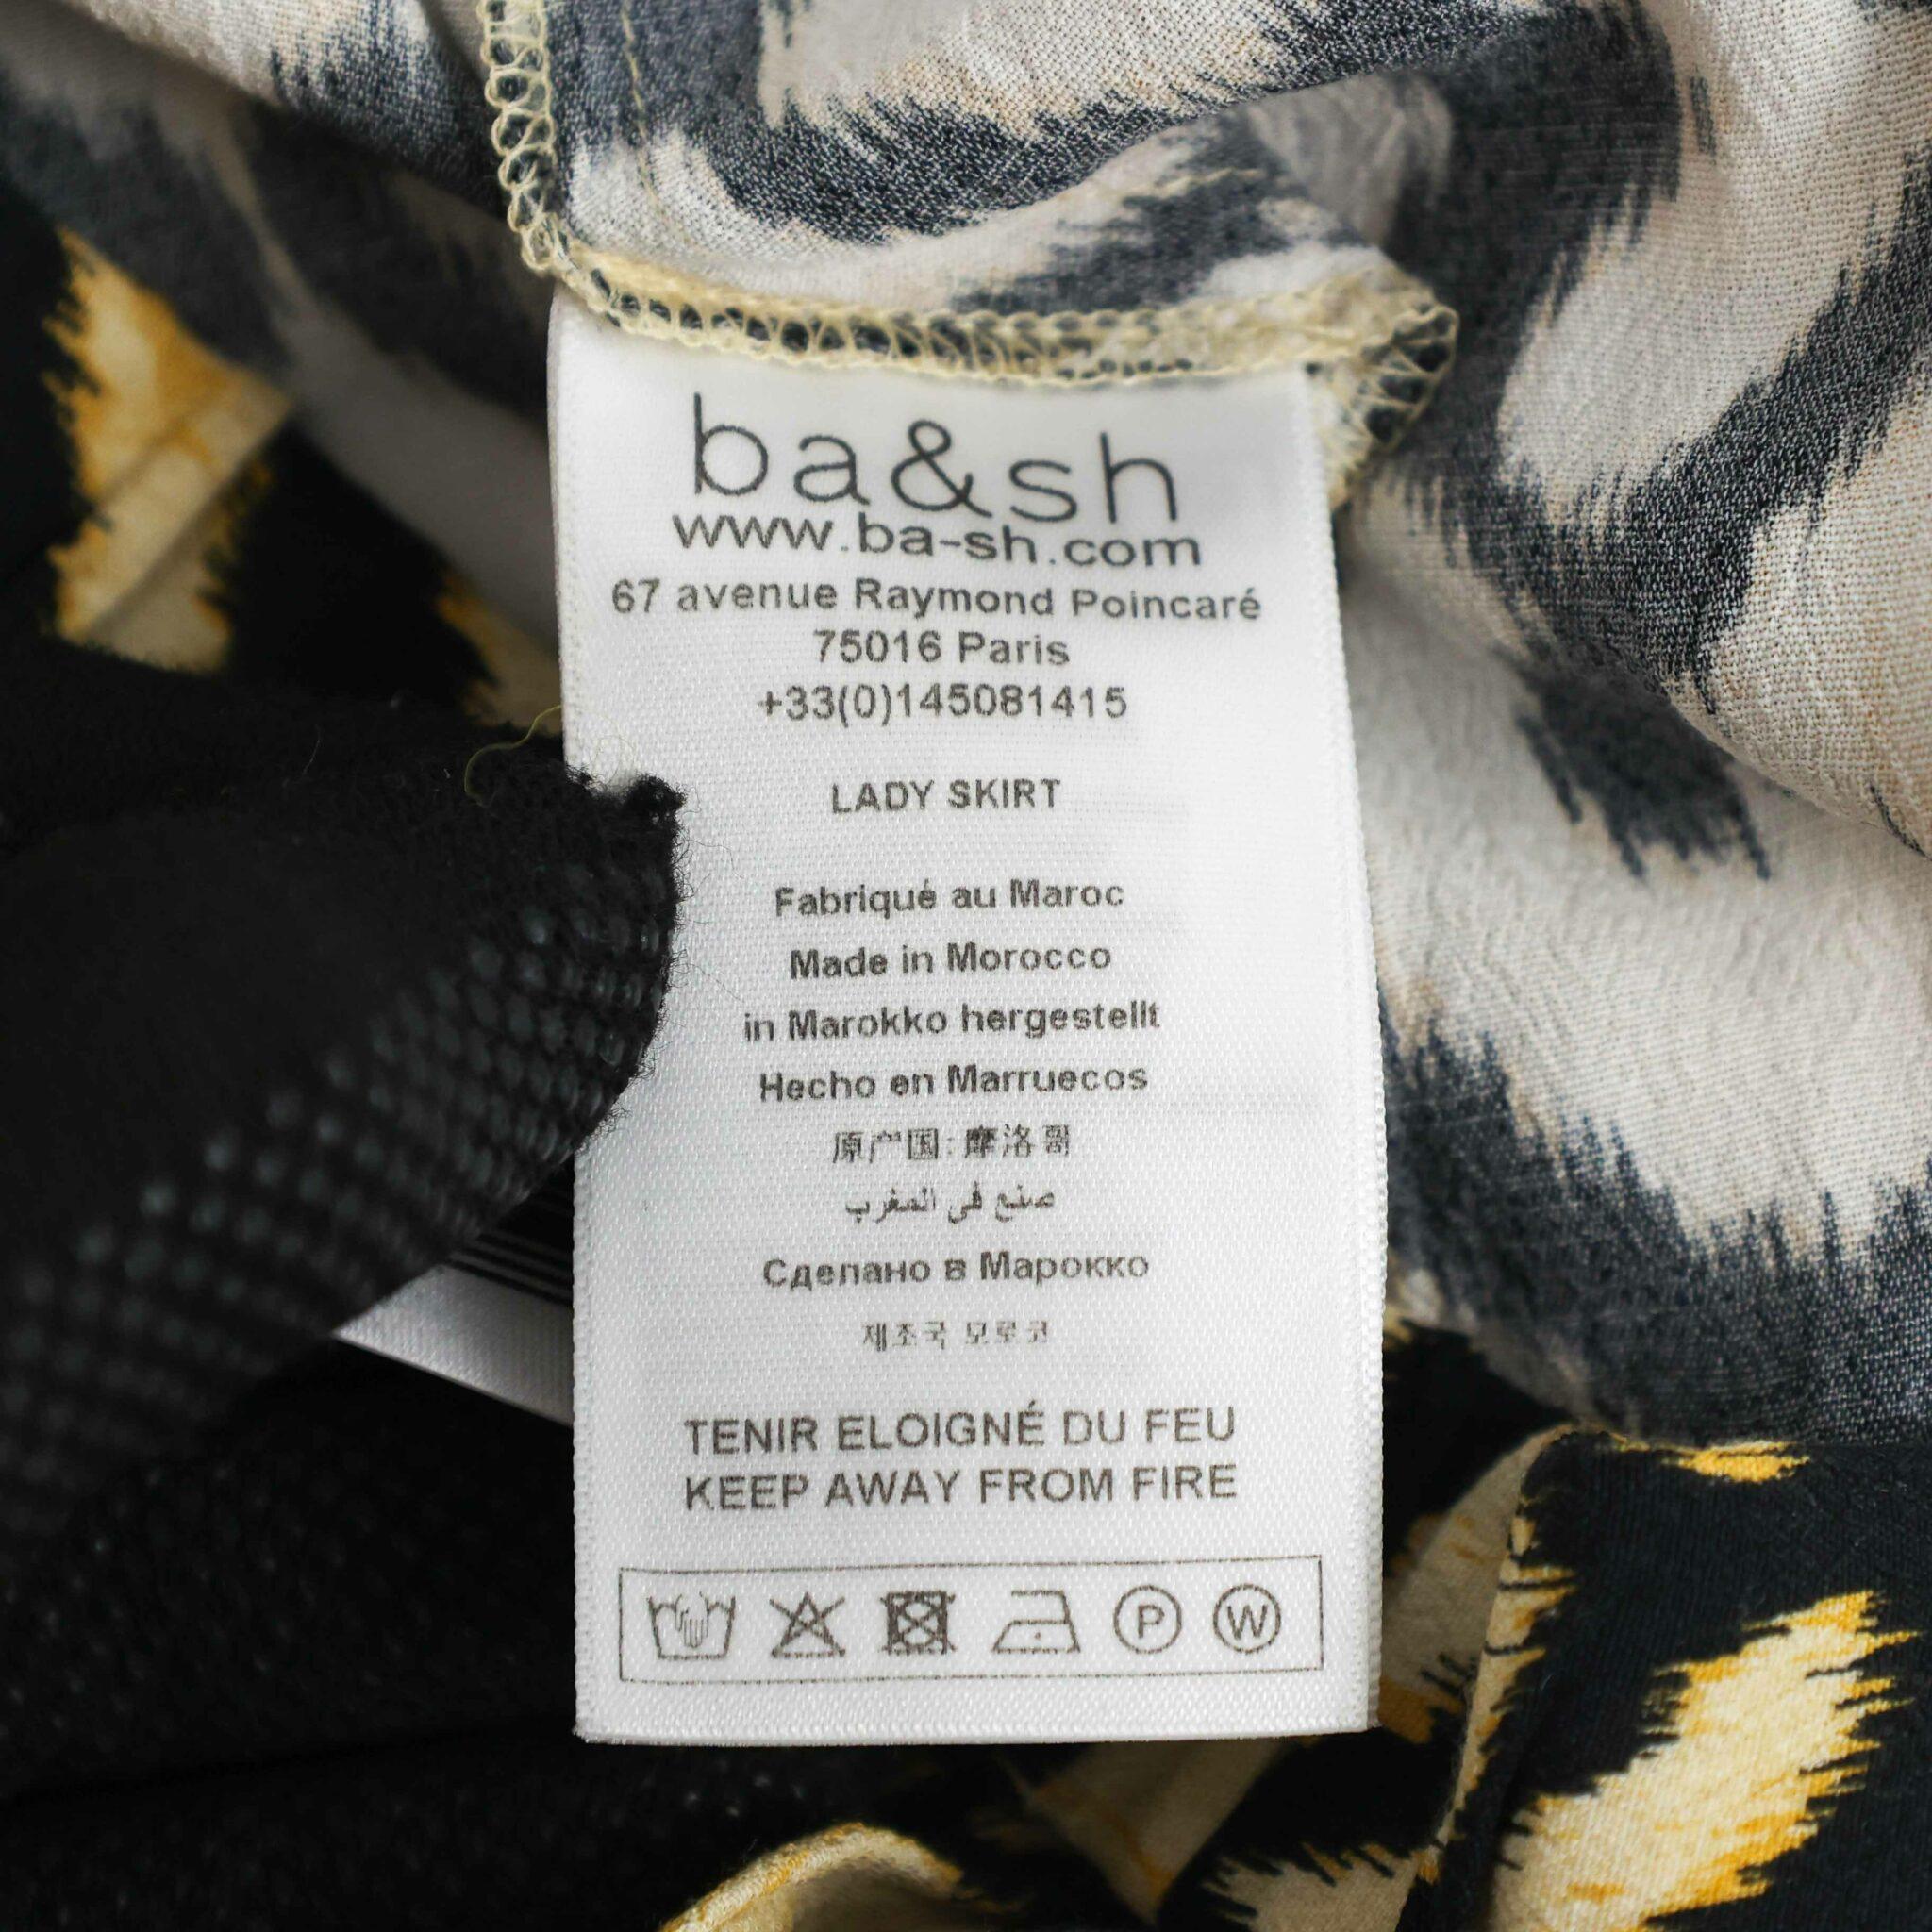 ba&sh
www.ba-sh.com
67 avenue Raymond Poincaré
75016 Paris
+33(0)145081415
LADY SKIRT
Fabriqué au Maroc
Made in Morocco
in Marokko hergestellt
Hecho en Marruecos
原产国: 摩洛哥
صنع في المغرب
Сделано в Марокко
제조국 모로코
TENIR ELOIGNÉ DU FEU
KEEP AWAY FROM FIRE
P W